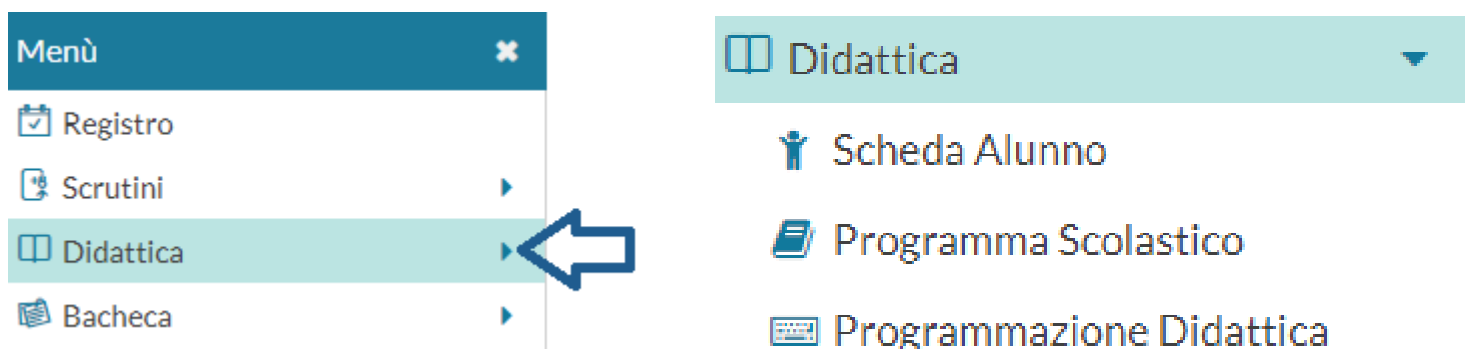 Menù
Registro
Scrutini
Didattica
Bacheca
Didattica
Scheda Alunno
Programma Scolastico
Programmazione Didattica